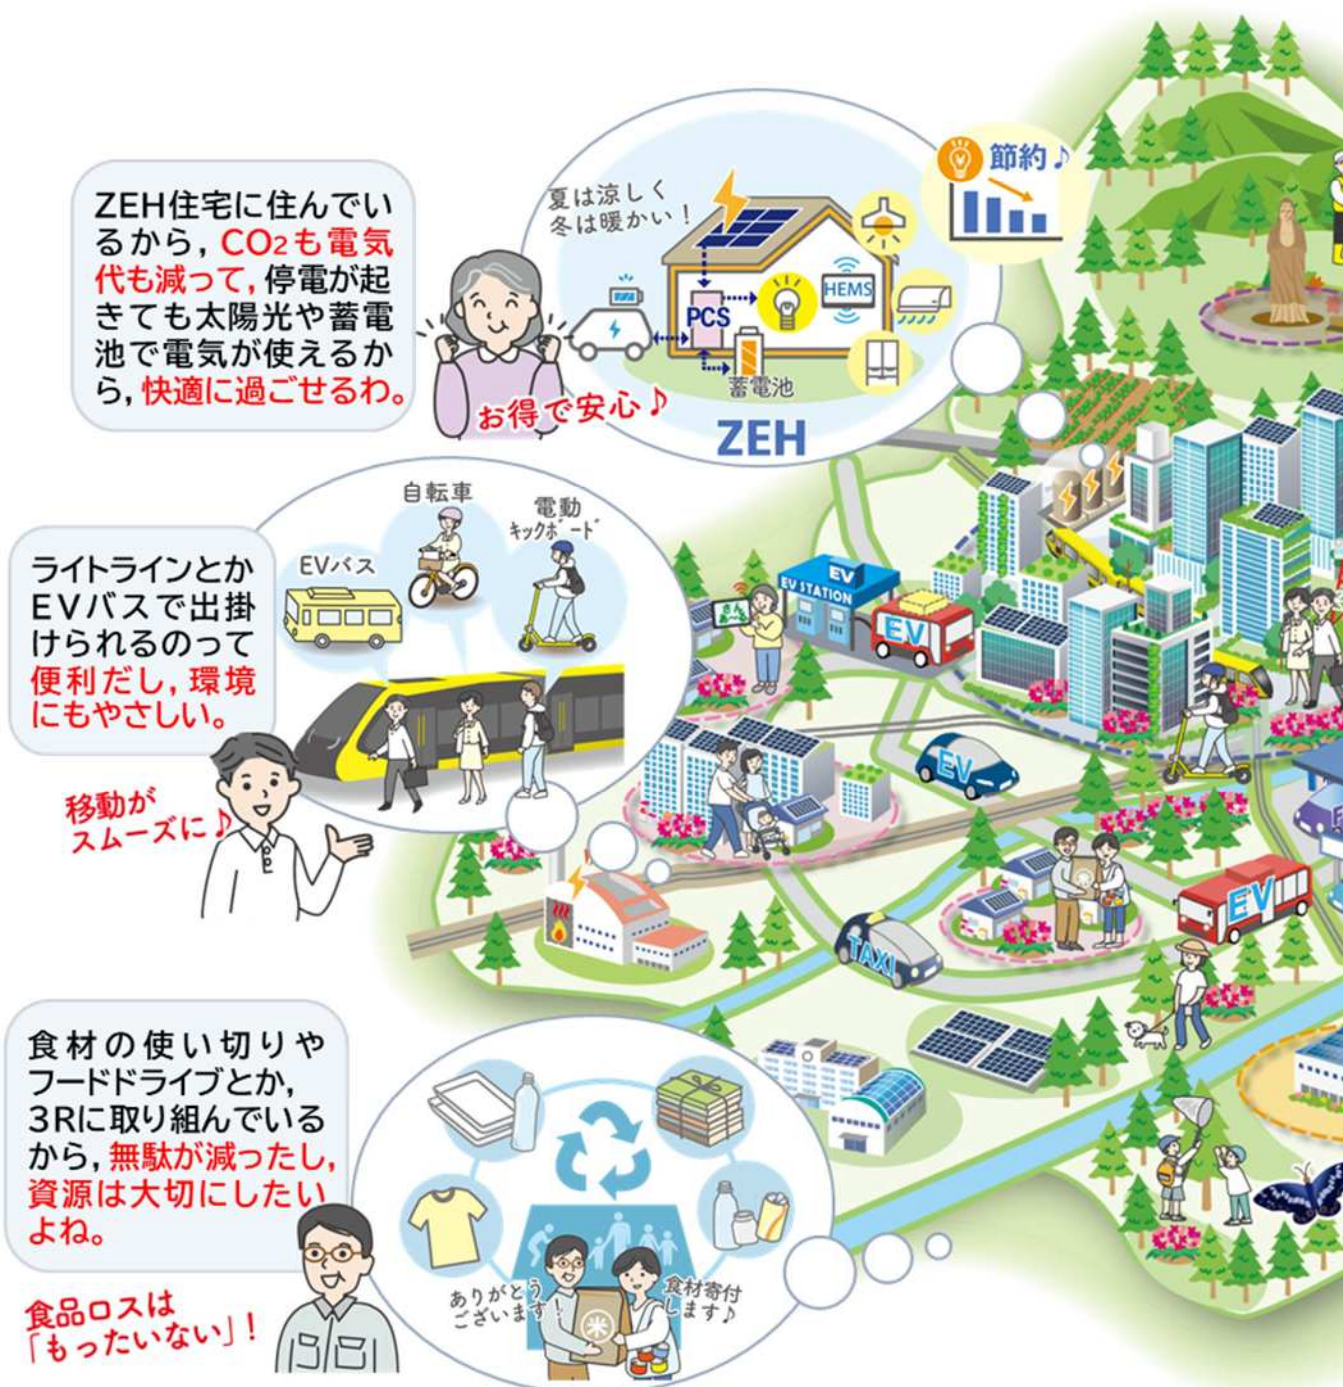 節約♪
夏は涼しく
冬は暖かい！
ZEH住宅に住んでい
るから，CO2も電気
代も減って，停電が起
きても太陽光や蓄電
池で電気が使えるか
ら，快適に過ごせるわ。
HEMS
PCS
蓄電池
お得で安心♪
ZEH
自転車
電動
キックボード
EVバス
ライトラインとか
EVバスで出掛
けられるのって
便利だし，環境
にもやさしい。
移動が
スムーズに♪
EV
EV STATION
EV
EV
EV
TAXI
食材の使い切りや
フードドライブとか，
3Rに取り組んでいる
から，無駄が減ったし，
資源は大切にしたい
よね。
食品ロスは
「もったいない」！
ありがとう
ございます！
食材寄付
します♪
米